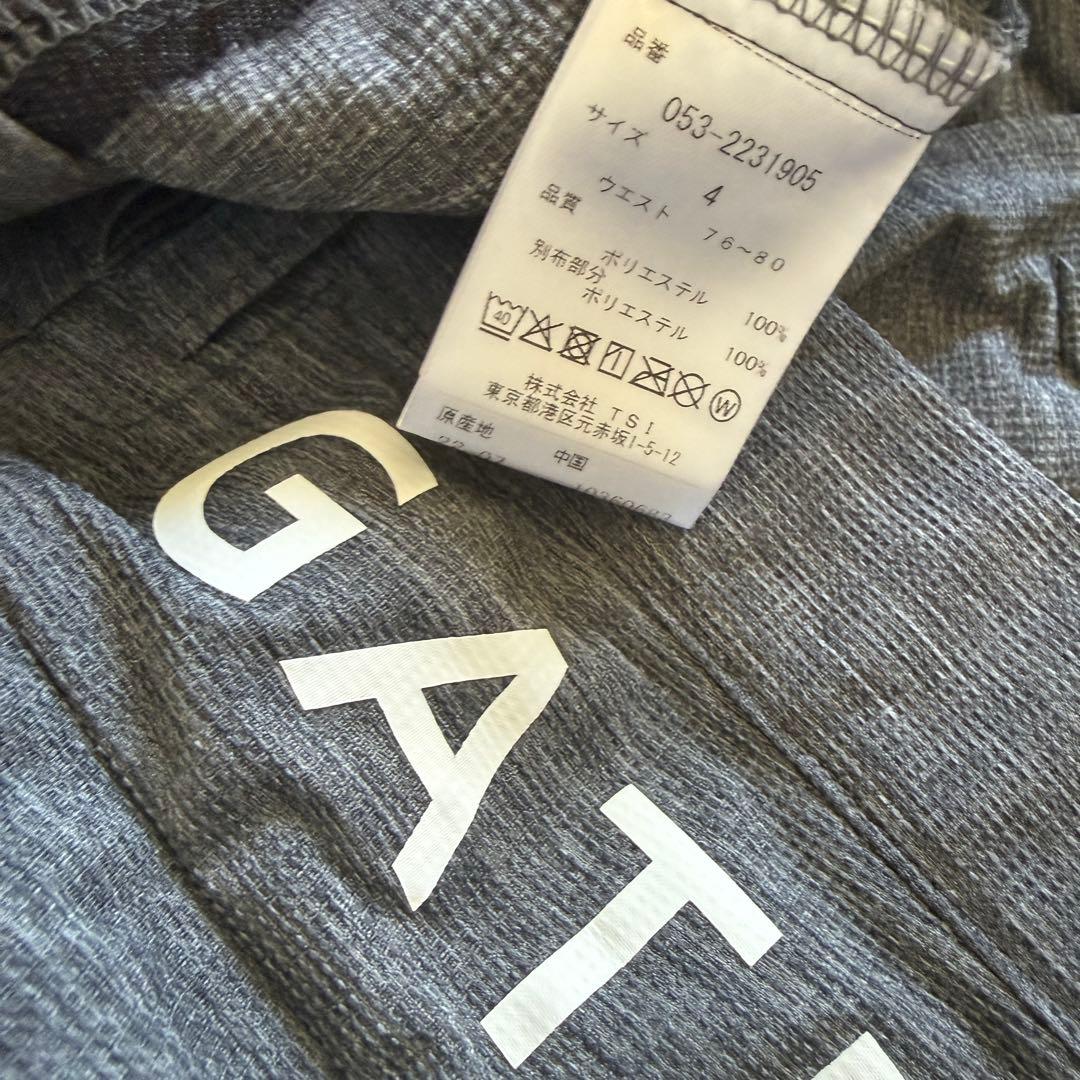 品番
053-2231905
サイズ
4
ウエスト
76~80
品質
ポリエステル 100%
別布部分
ポリエステル 100%
40
W
株式会社 TSI
東京都港区元赤坂1-5-12
原産地
中国
GAT